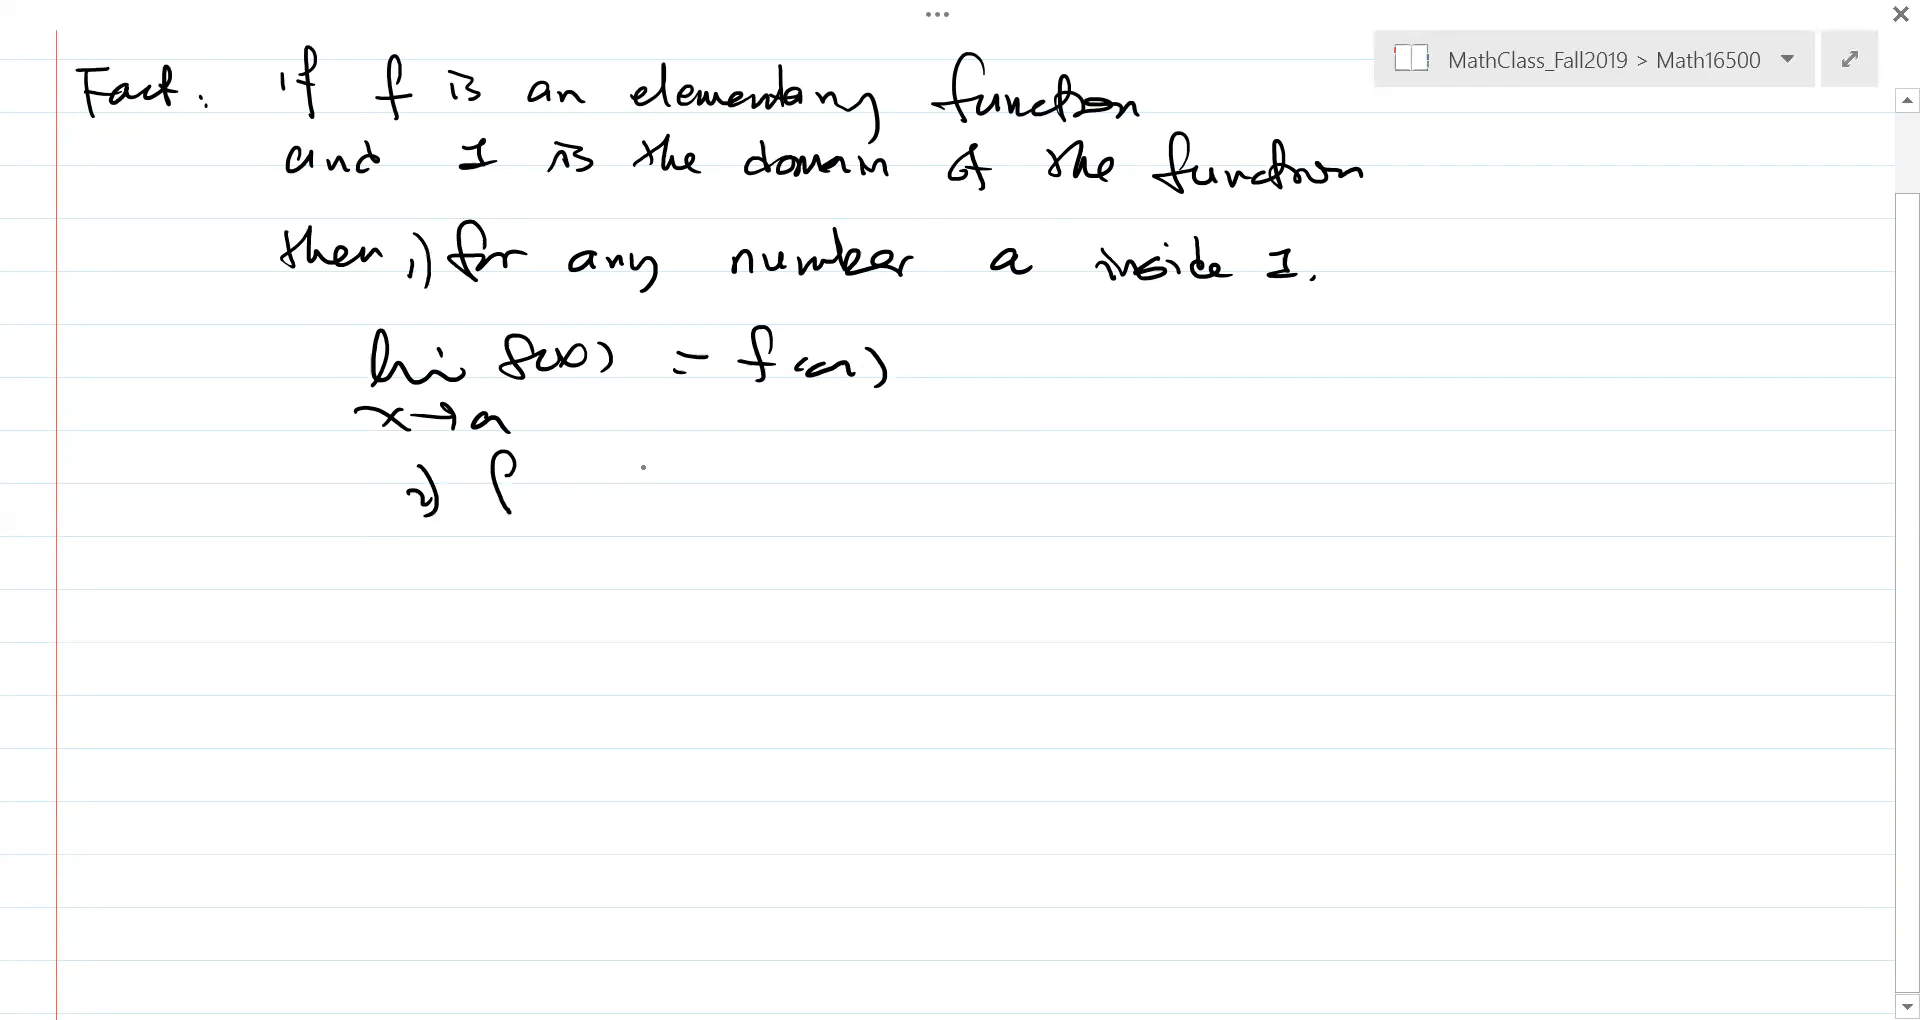 ...
MathClass_Fall2019 > Math16500
Fact: if f is an elementary function
and I is the domain of the function
then, 1) for any number a inside I.
lim f(x) = f(a)
x→a
2)